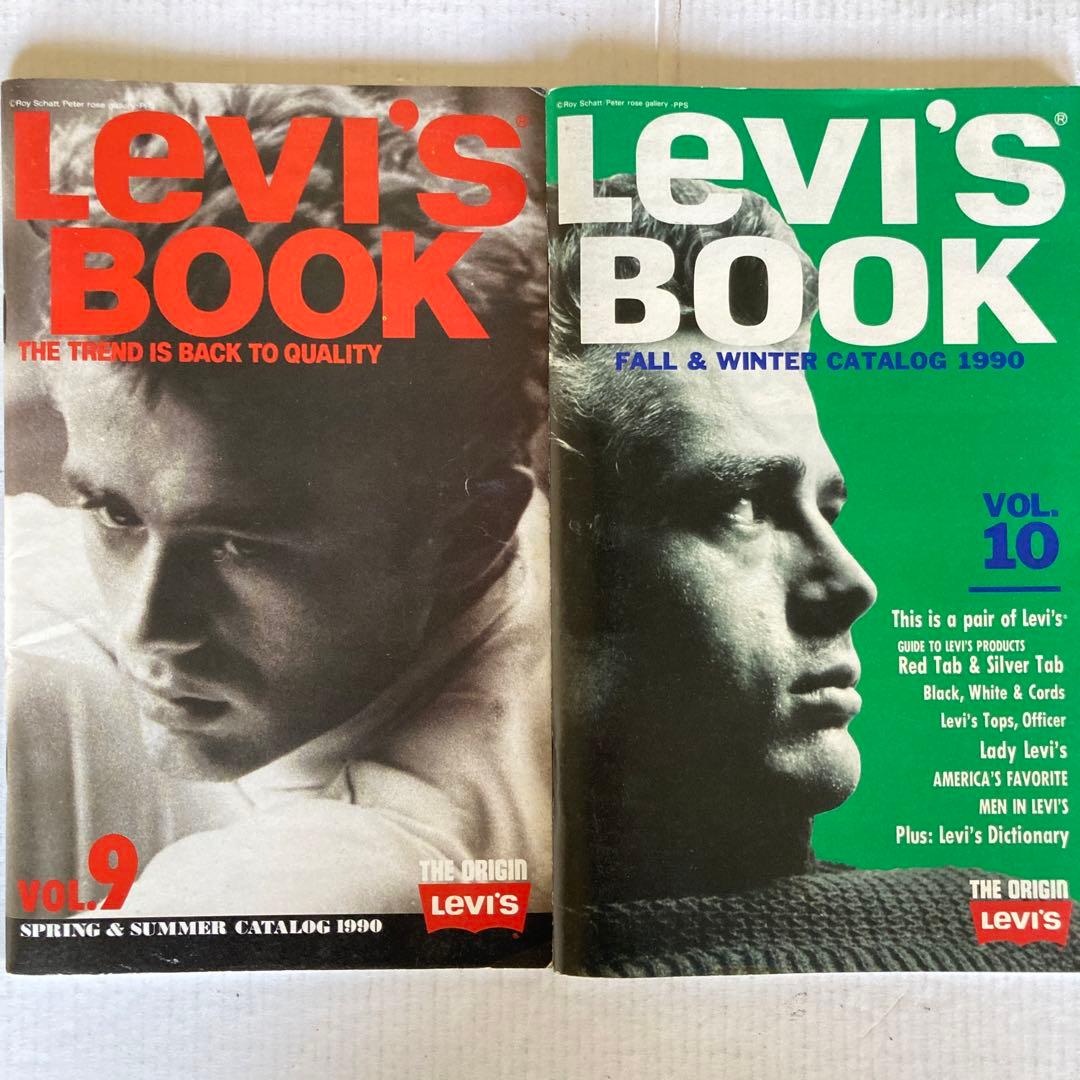 ©Roy Schatt/Peter rose gallery-PPS
LEVI'S®
BOOK
THE TREND IS BACK TO QUALITY
VOL.9
SPRING & SUMMER CATALOG 1990
THE ORIGIN
LEVI'S
©Roy Schatt/Peter rose gallery-PPS
LEVI'S®
BOOK
FALL & WINTER CATALOG 1990
VOL.
10
This is a pair of Levi's®
GUIDE TO LEVI'S PRODUCTS
Red Tab & Silver Tab
Black, White & Cords
Levi's Tops, Officer
Lady Levi's
AMERICA'S FAVORITE
MEN IN LEVI'S
Plus: Levi's Dictionary
THE ORIGIN
LEVI'S